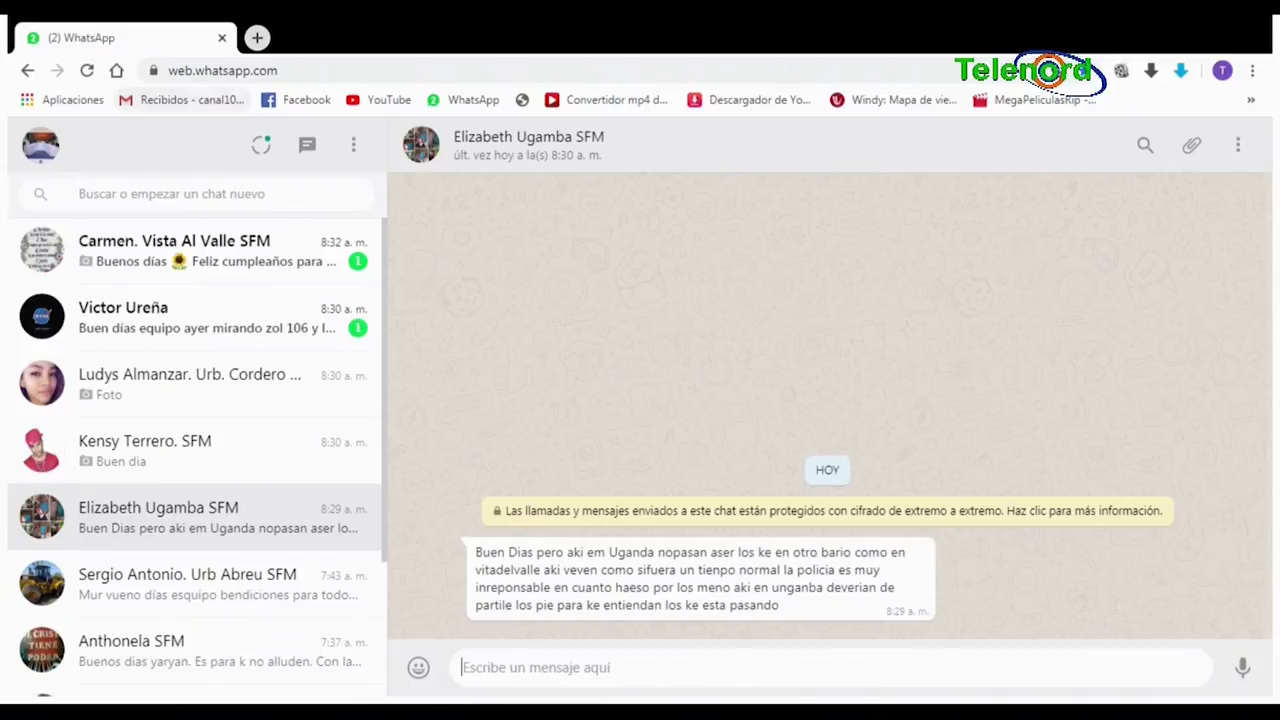 (2) WhatsApp
web.whatsapp.com
Telenord
T
Aplicaciones
Recibidos - canal10...
Facebook
YouTube
WhatsApp
Convertidor mp4 d...
Descargador de Yo...
Windy: Mapa de vie...
MegaPeliculasRip -...
Buscar o empezar un chat nuevo
Carmen. Vista Al Valle SFM 8:32 a. m.
Buenos días 🌻 Feliz cumpleaños para ... 1
Victor Ureña 8:30 a. m.
Buen días equipo ayer mirando zol 106 y l... 1
Ludys Almanzar. Urb. Cordero ... 8:30 a. m.
Foto
Kensy Terrero. SFM 8:30 a. m.
Buen dia
Elizabeth Ugamba SFM 8:29 a. m.
Buen Dias pero aki em Uganda nopasan aser lo...
Sergio Antonio. Urb Abreu SFM 7:43 a. m.
Mur vueno días esquipo bendiciones para todo...
Anthonela SFM 7:37 a. m.
Buenos dias yaryan. Es para k no alluden. Con la...
Elizabeth Ugamba SFM
últ. vez hoy a la(s) 8:30 a. m.
HOY
Las llamadas y mensajes enviados a este chat están protegidos con cifrado de extremo a extremo. Haz clic para más información.
Buen Dias pero aki em Uganda nopasan aser los ke en otro bario como en
vitadelvalle aki veven como sifuera un tienpo normal la policia es muy
inreponsable en cuanto haeso por los meno aki en unganba deverian de
partile los pie para ke entiendan los ke esta pasando
8:29 a. m.
Escribe un mensaje aquí